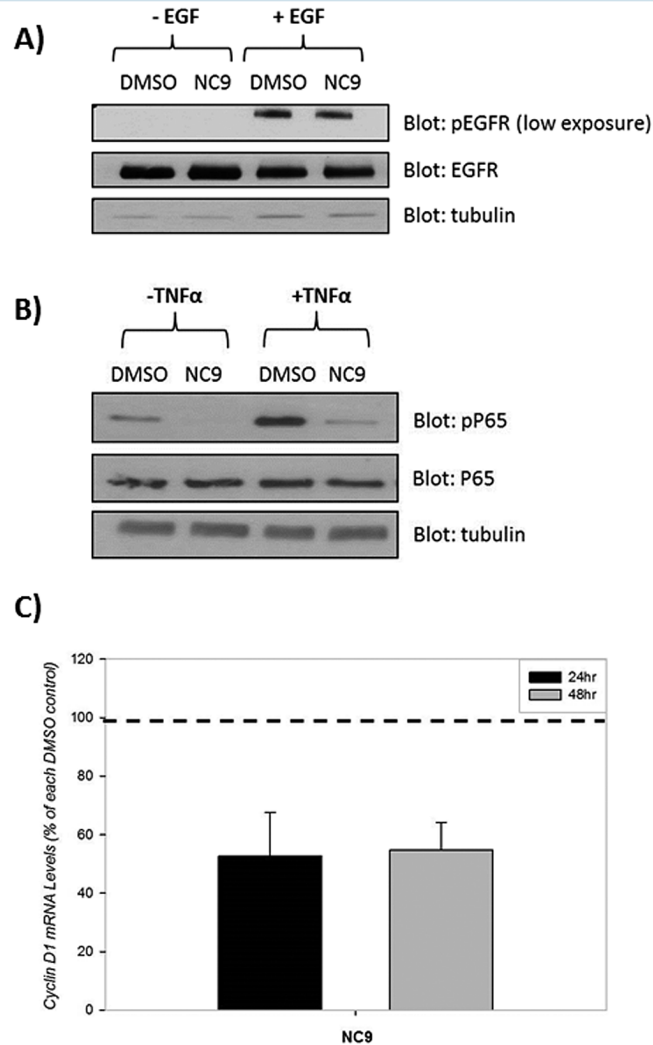 A)
- EGF + EGF
DMSO NC9 DMSO NC9
Blot: pEGFR (low exposure)
Blot: EGFR
Blot: tubulin
B)
-TNFα +TNFα
DMSO NC9 DMSO NC9
Blot: pP65
Blot: P65
Blot: tubulin
C)
Cyclin D1 mRNA Levels (% of each DMSO control)
120
100
80
60
40
20
0
24hr
48hr
NC9